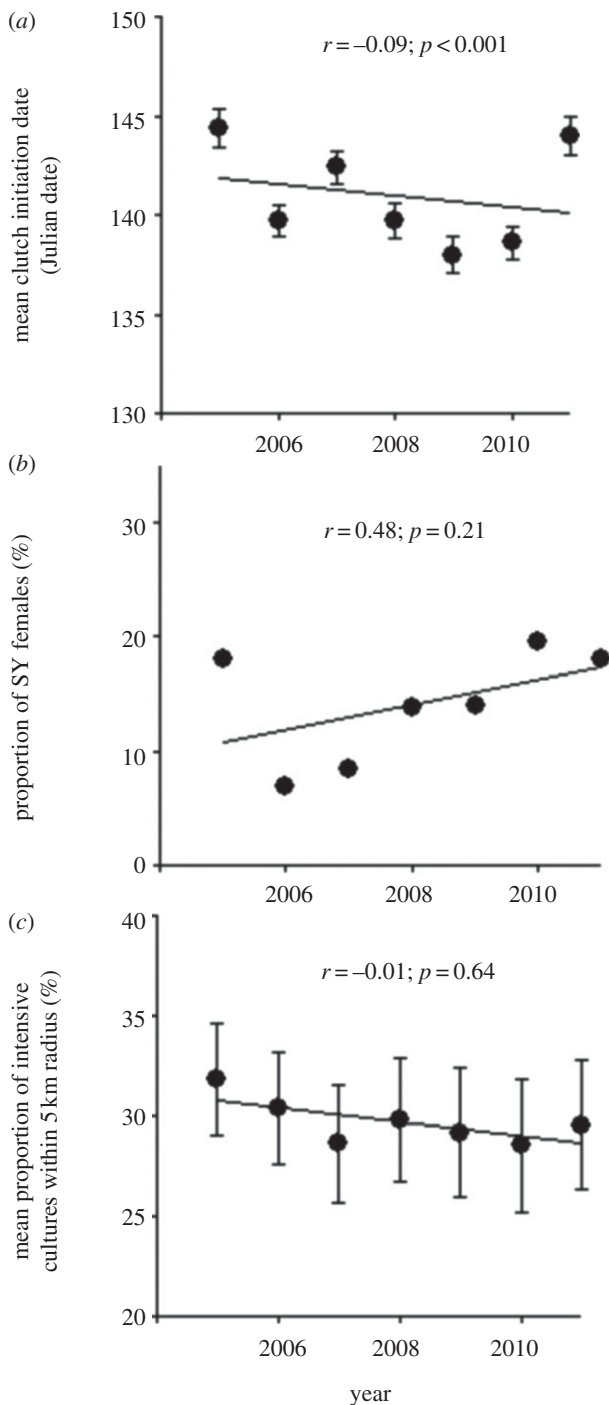 (a)
150
145
140
135
130
mean clutch initiation date
(Julian date)
r = –0.09; p < 0.001
2006 2008 2010
(b)
30
20
10
0
proportion of SY females (%)
r = 0.48; p = 0.21
2006 2008 2010
(c)
40
35
30
25
20
mean proportion of intensive
cultures within 5 km radius (%)
r = –0.01; p = 0.64
2006 2008 2010
year